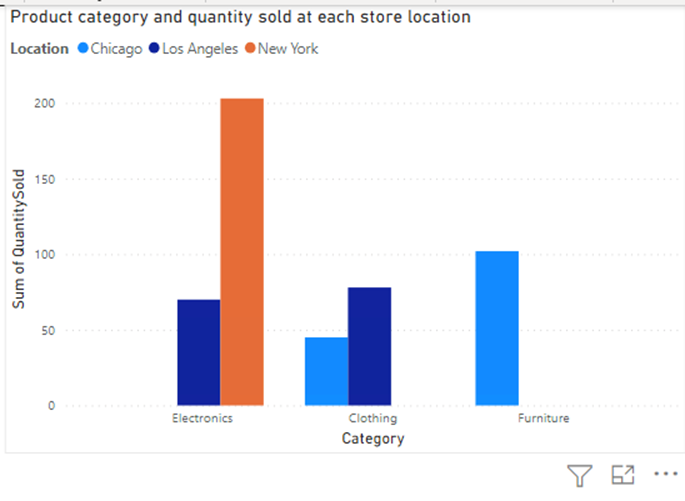 Product category and quantity sold at each store location
Location Chicago Los Angeles New York
Sum of QuantitySold
200
150
100
50
0
Electronics Clothing Furniture
Category